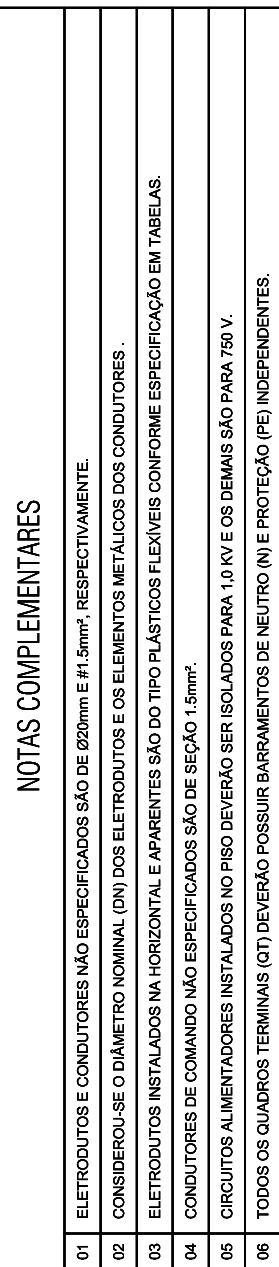 NOTAS COMPLEMENTARES
01 ELETRODUTOS E CONDUTORES NÃO ESPECIFICADOS SÃO DE Ø20mm E #1.5mm², RESPECTIVAMENTE.
02 CONSIDEROU-SE O DIÂMETRO NOMINAL (DN) DOS ELETRODUTOS E OS ELEMENTOS METÁLICOS DOS CONDUTORES .
03 ELETRODUTOS INSTALADOS NA HORIZONTAL E APARENTES SÃO DO TIPO PLÁSTICOS FLEXÍVEIS CONFORME ESPECIFICAÇÃO EM TABELAS.
04 CONDUTORES DE COMANDO NÃO ESPECIFICADOS SÃO DE SEÇÃO 1.5mm².
05 CIRCUITOS ALIMENTADORES INSTALADOS NO PISO DEVERÃO SER ISOLADOS PARA 1,0 KV E OS DEMAIS SÃO PARA 750 V.
06 TODOS OS QUADROS TERMINAIS (QT) DEVERÃO POSSUIR BARRAMENTOS DE NEUTRO (N) E PROTEÇÃO (PE) INDEPENDENTES.